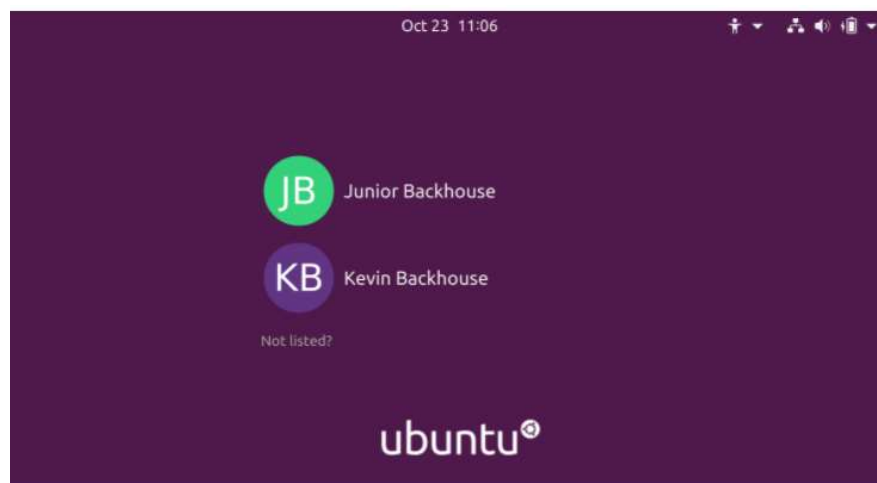 Oct 23 11:06
JB Junior Backhouse
KB Kevin Backhouse
Not listed?
ubuntu